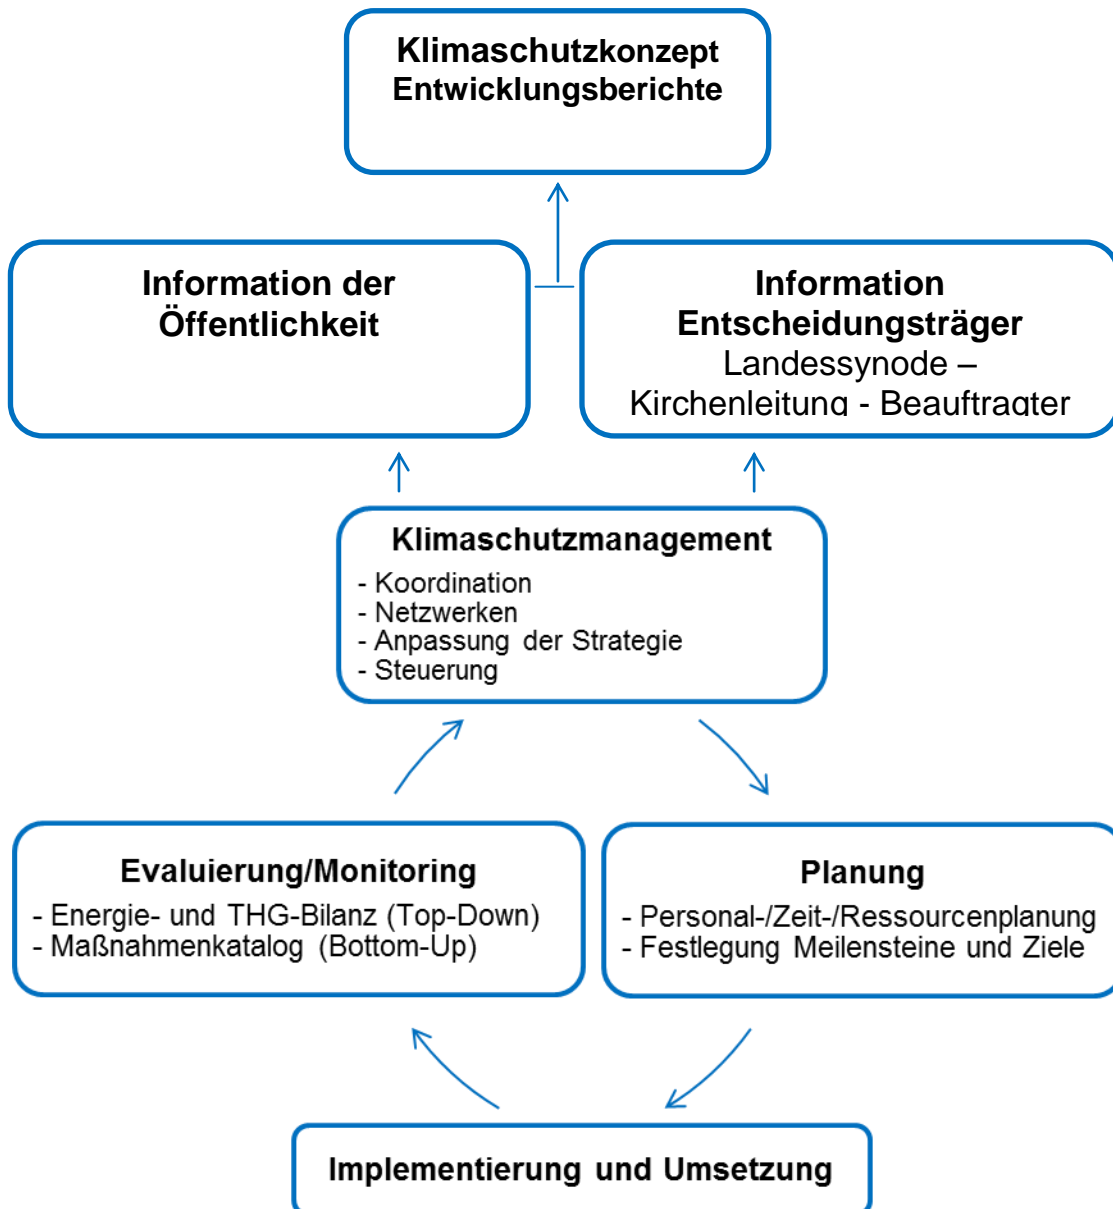 Klimaschutzkonzept
Entwicklungsberichte
Information der
Öffentlichkeit
Information
Entscheidungsträger
Landessynode –
Kirchenleitung - Beauftragter
Klimaschutzmanagement
- Koordination
- Netzwerken
- Anpassung der Strategie
- Steuerung
Evaluierung/Monitoring
- Energie- und THG-Bilanz (Top-Down)
- Maßnahmenkatalog (Bottom-Up)
Planung
- Personal-/Zeit-/Ressourcenplanung
- Festlegung Meilensteine und Ziele
Implementierung und Umsetzung